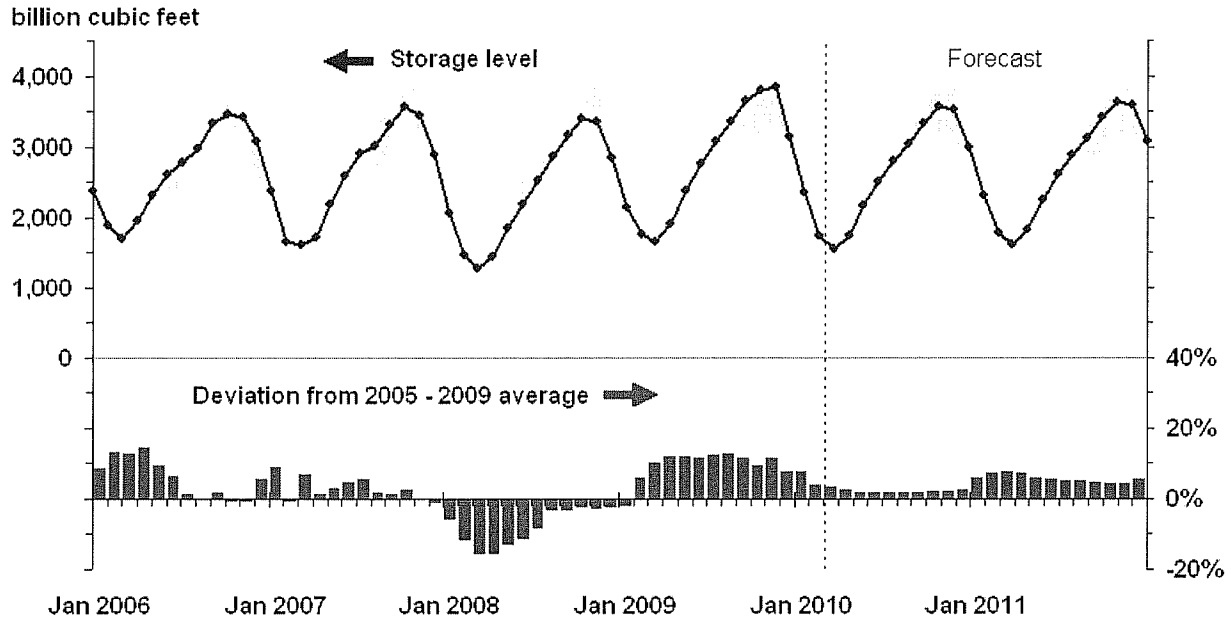 billion cubic feet
Storage level
Forecast
4,000
3,000
2,000
1,000
0
40%
Deviation from 2005 - 2009 average
20%
0%
-20%
Jan 2006
Jan 2007
Jan 2008
Jan 2009
Jan 2010
Jan 2011